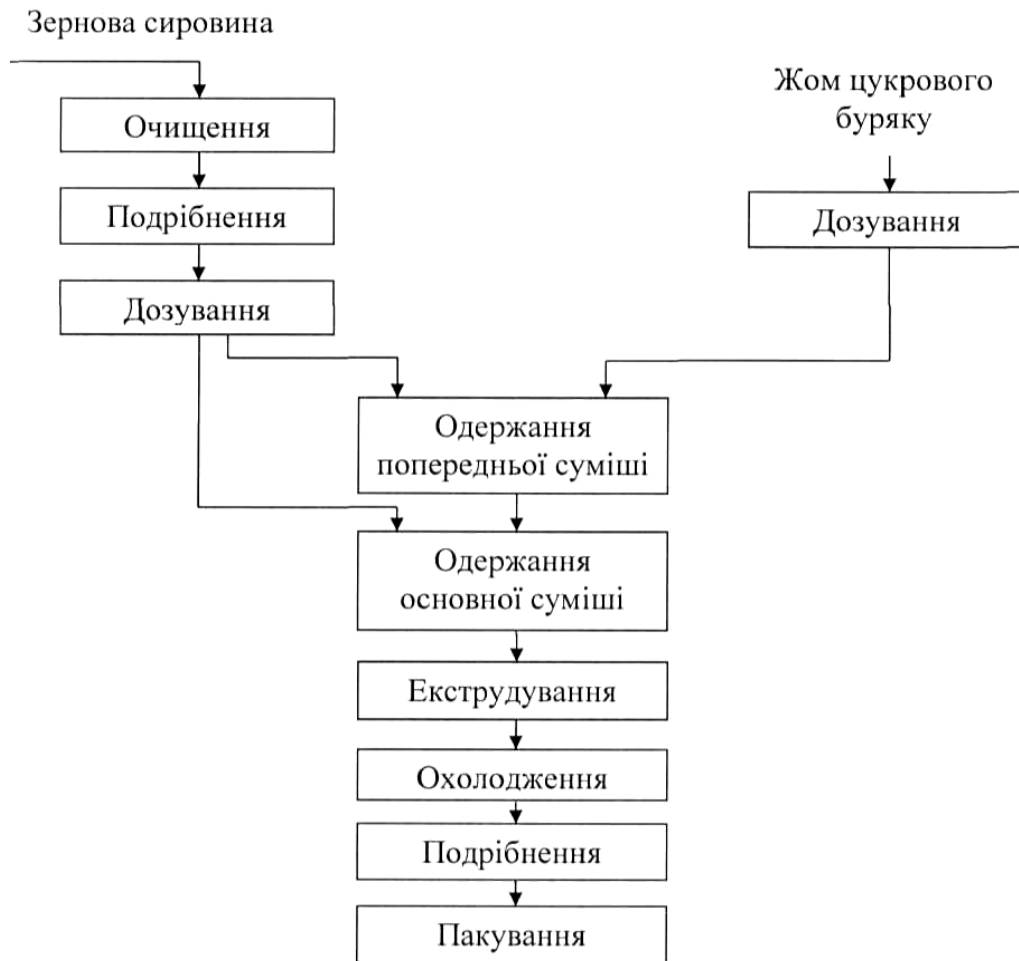 Зернова сировина
Очищення
Подрібнення
Дозування
Жом цукрового
буряку
Дозування
Одержання
попередньої суміші
Одержання
основної суміші
Екструдування
Охолодження
Подрібнення
Пакування